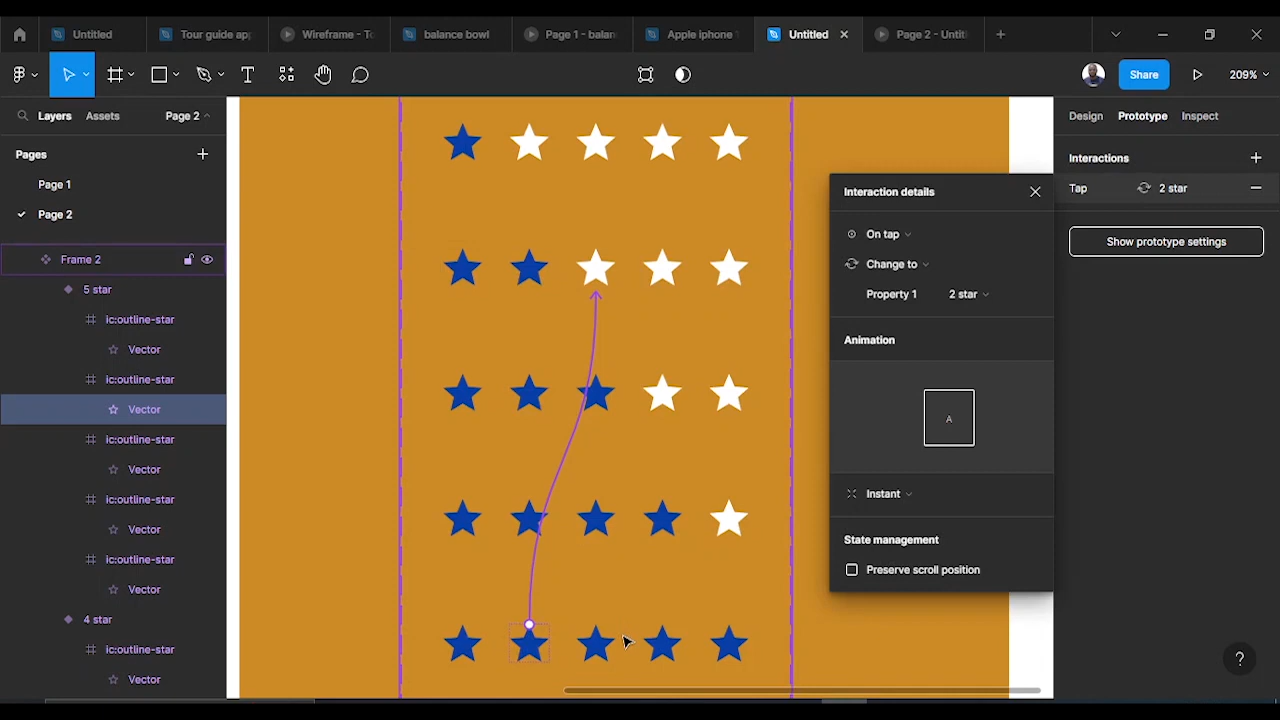 Untitled
Tour guide app
Wireframe - To
balance bowl
Page 1 - balan
Apple iphone 1
Untitled
Page 2 - Untitl
Share
209%
Layers
Assets
Page 2
Design
Prototype
Inspect
Pages
Page 1
Page 2
Interactions
Tap
2 star
Show prototype settings
Frame 2
5 star
ic:outline-star
Vector
ic:outline-star
Vector
ic:outline-star
Vector
ic:outline-star
Vector
ic:outline-star
Vector
4 star
ic:outline-star
Vector
Interaction details
On tap
Change to
Property 1
2 star
Animation
A
Instant
State management
Preserve scroll position
?